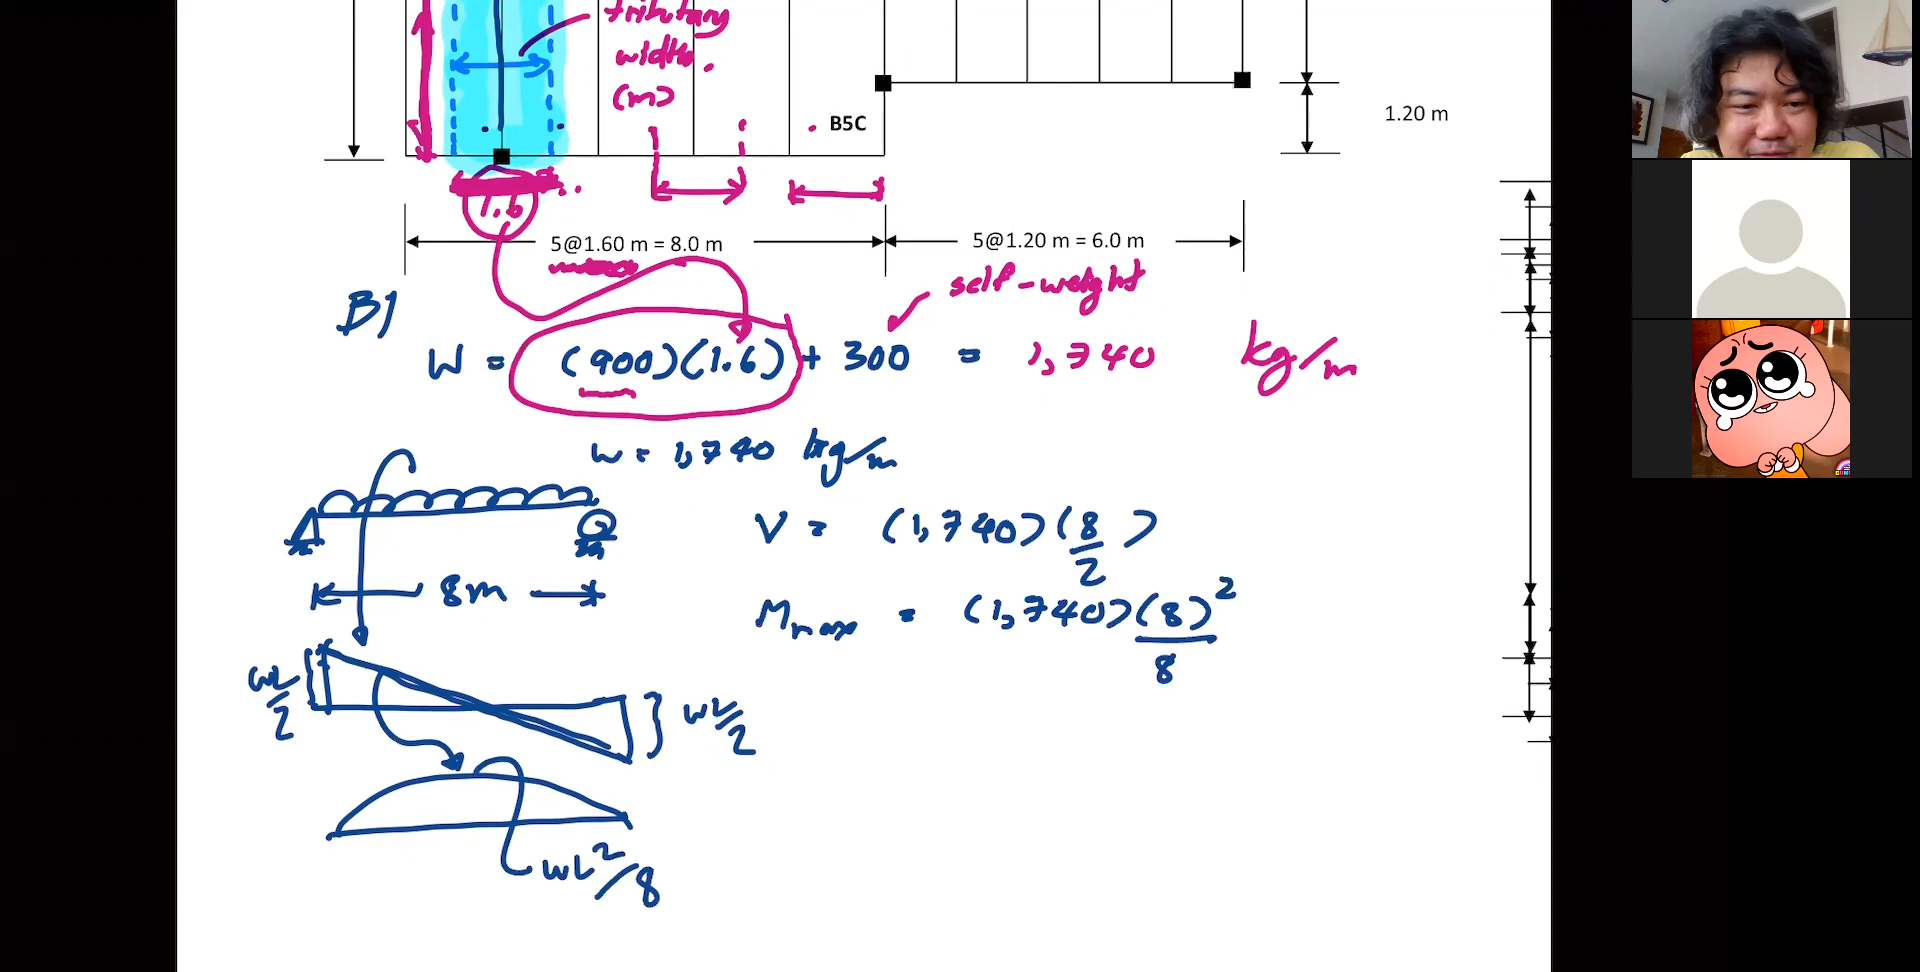 tributary
width.
(m)
B5C
1.20 m
1.6
5@1.60 m = 8.0 m
5@1.20 m = 6.0 m
self-weight
B1
W = (900)(1.6) + 300 = 1,740 kg/m
w = 1,740 kg/m
V = (1,740)(8/2)
8m
Mmax = (1,740)(8)²/8
wL/2
wL/2
wL²/8